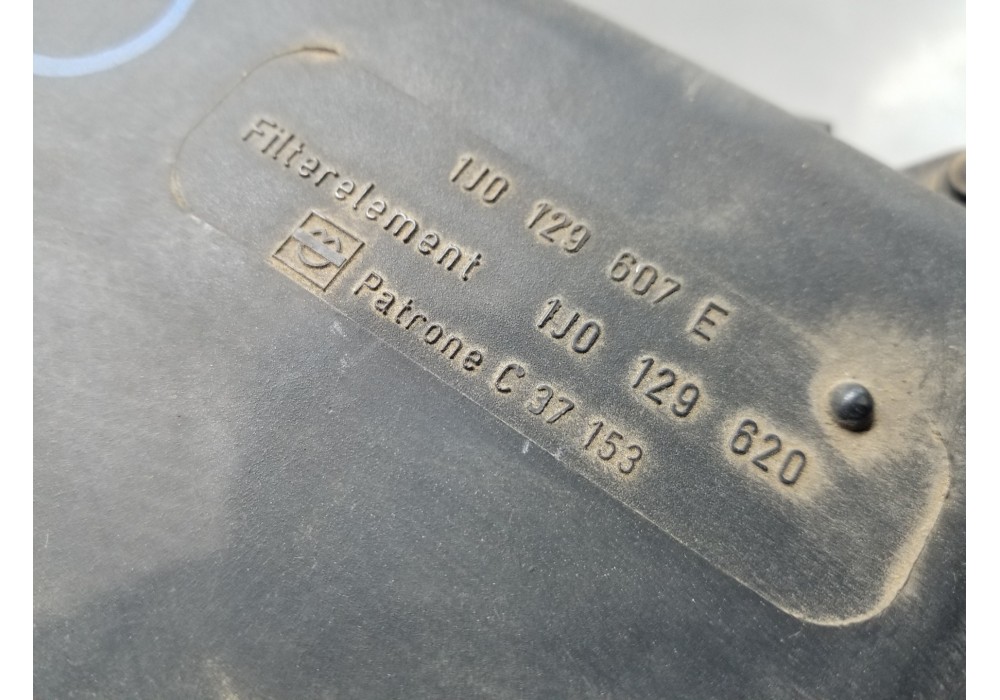 1J0 129 607 E
Filterelement 1J0 129 620
Patrone C 37 153